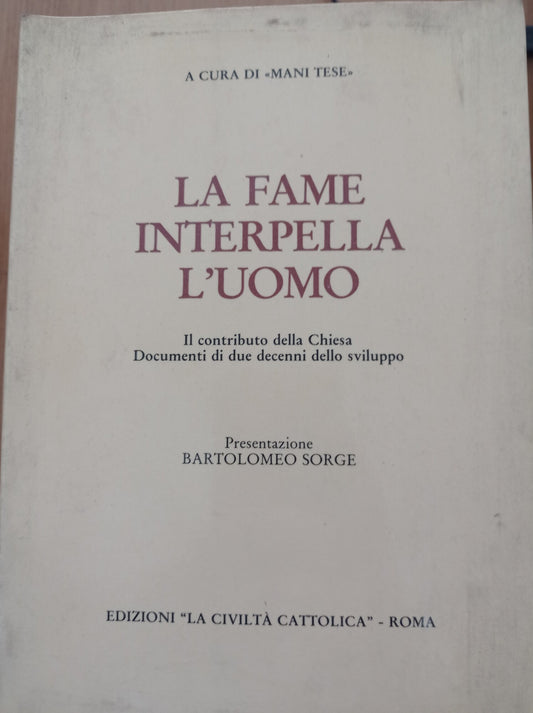 A CURA DI «MANI TESE»
LA FAME
INTERPELLA
L'UOMO
Il contributo della Chiesa
Documenti di due decenni dello sviluppo
Presentazione
BARTOLOMEO SORGE
EDIZIONI "LA CIVILTÀ CATTOLICA" - ROMA